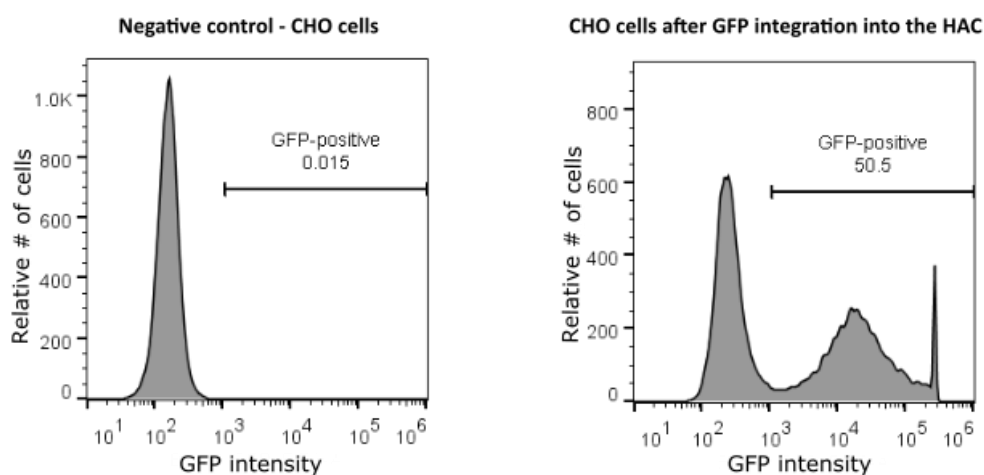 Negative control - CHO cells
Relative # of cells
1.0K
800
600
400
200
0
GFP-positive
0.015
10^1 10^2 10^3 10^4 10^5 10^6
GFP intensity
CHO cells after GFP integration into the HAC
Relative # of cells
800
600
400
200
0
GFP-positive
50.5
10^1 10^2 10^3 10^4 10^5 10^6
GFP intensity